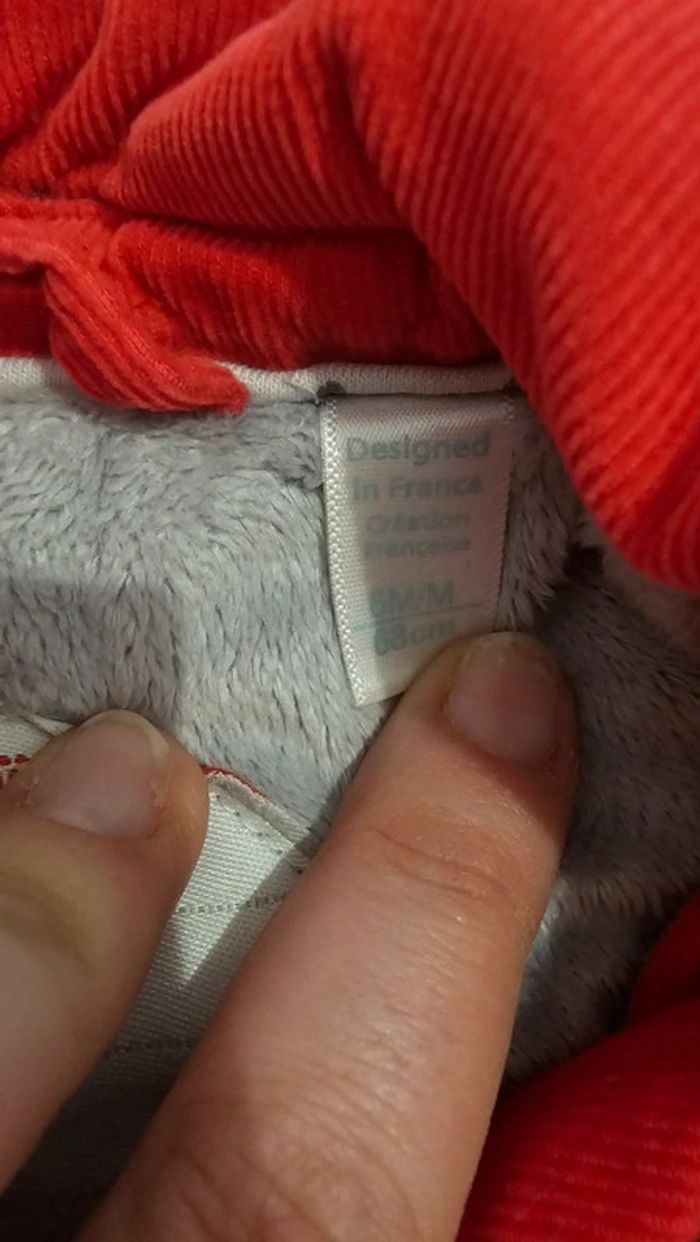 Designed
in France
Création
Française
6M/M
68cm